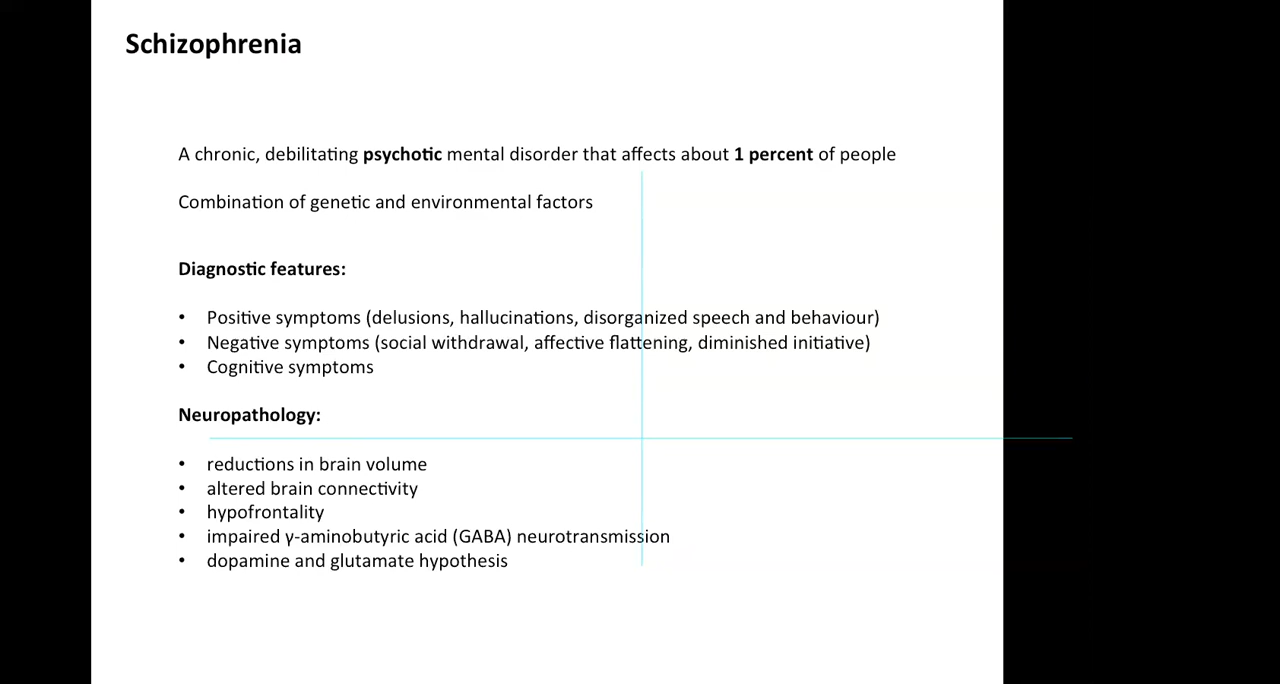 Schizophrenia
A chronic, debilitating psychotic mental disorder that affects about 1 percent of people
Combination of genetic and environmental factors
Diagnostic features:
• Positive symptoms (delusions, hallucinations, disorganized speech and behaviour)
• Negative symptoms (social withdrawal, affective flattening, diminished initiative)
• Cognitive symptoms
Neuropathology:
• reductions in brain volume
• altered brain connectivity
• hypofrontality
• impaired γ-aminobutyric acid (GABA) neurotransmission
• dopamine and glutamate hypothesis